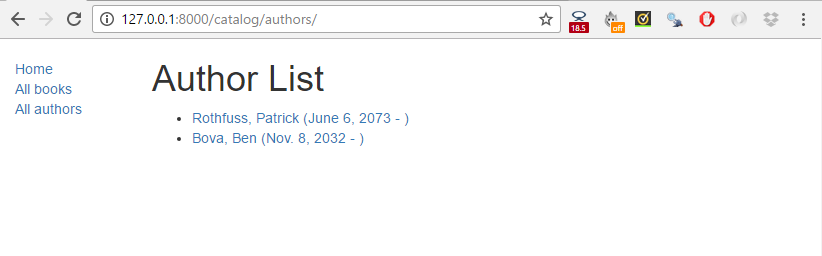 127.0.0.1:8000/catalog/authors/
18.5
off
Home
All books
All authors
Author List
Rothfuss, Patrick (June 6, 2073 - )
Bova, Ben (Nov. 8, 2032 - )